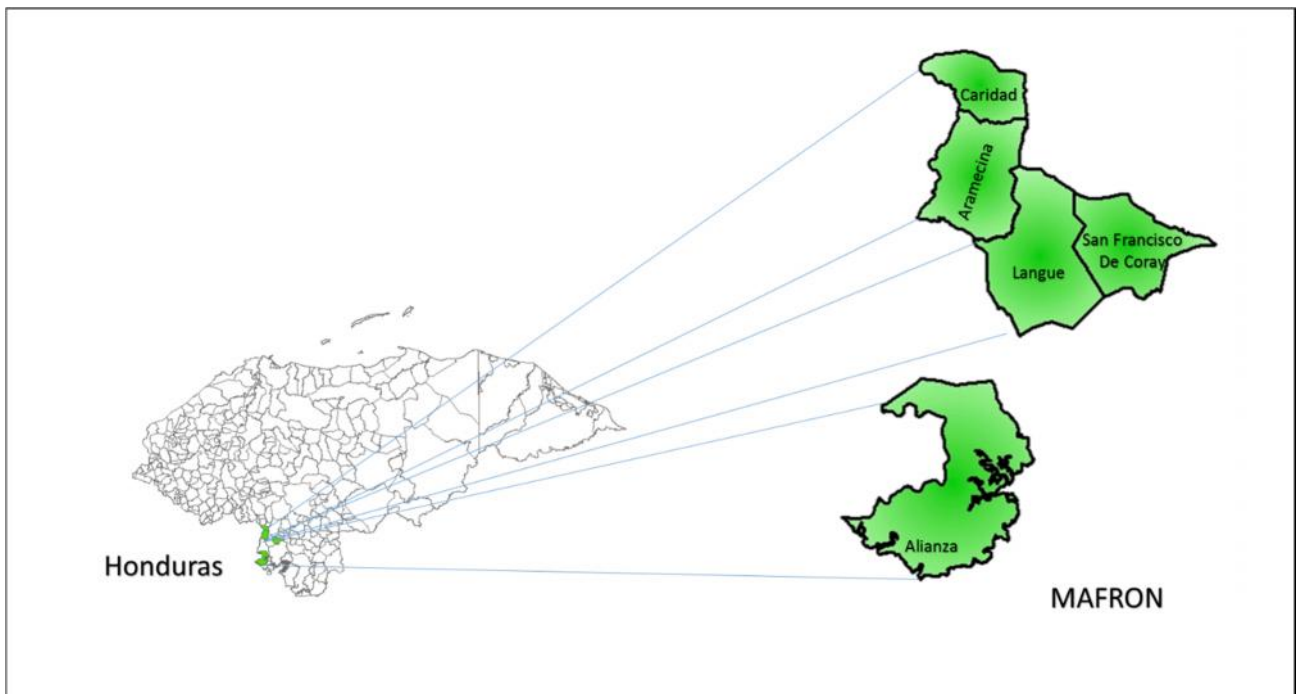 Caridad
Aramecina
San Francisco
De Coray
Langue
Alianza
Honduras
MAFRON